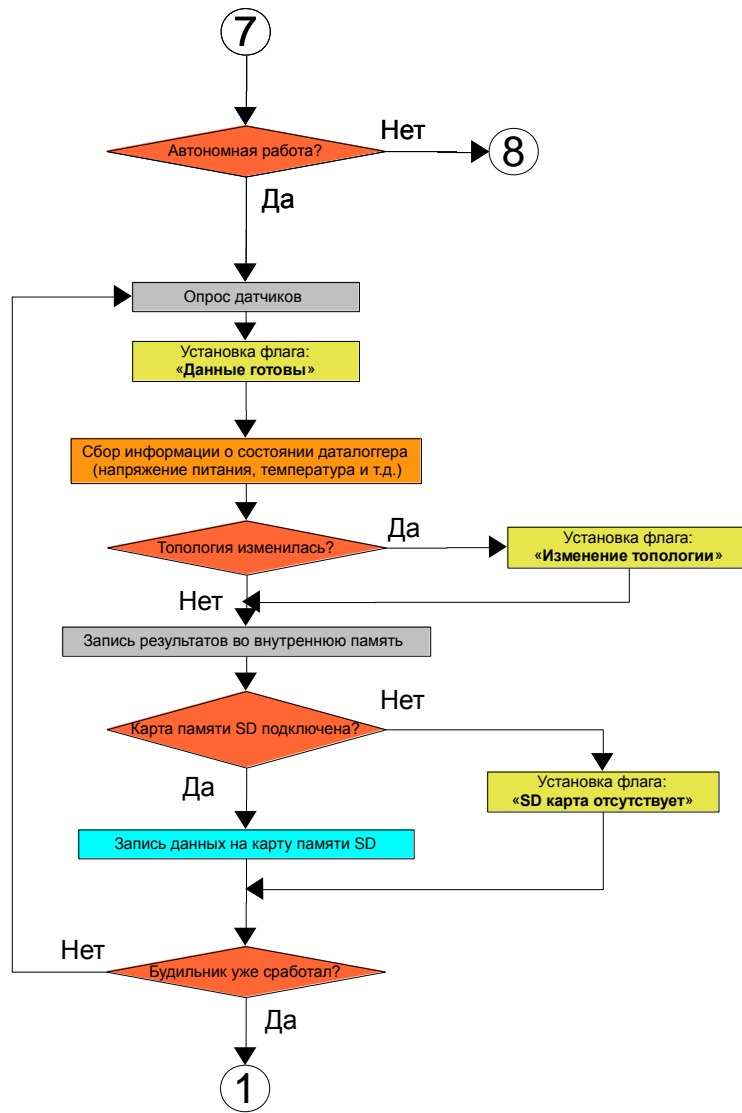 7
Автономная работа?
Нет
8
Да
Опрос датчиков
Установка флага:
«Данные готовы»
Сбор информации о состоянии даталоггера
(напряжение питания, температура и т.д.)
Топология изменилась?
Да
Установка флага:
«Изменение топологии»
Нет
Запись результатов во внутреннюю память
Карта памяти SD подключена?
Нет
Да
Установка флага:
«SD карта отсутствует»
Запись данных на карту памяти SD
Нет
Будильник уже сработал?
Да
1